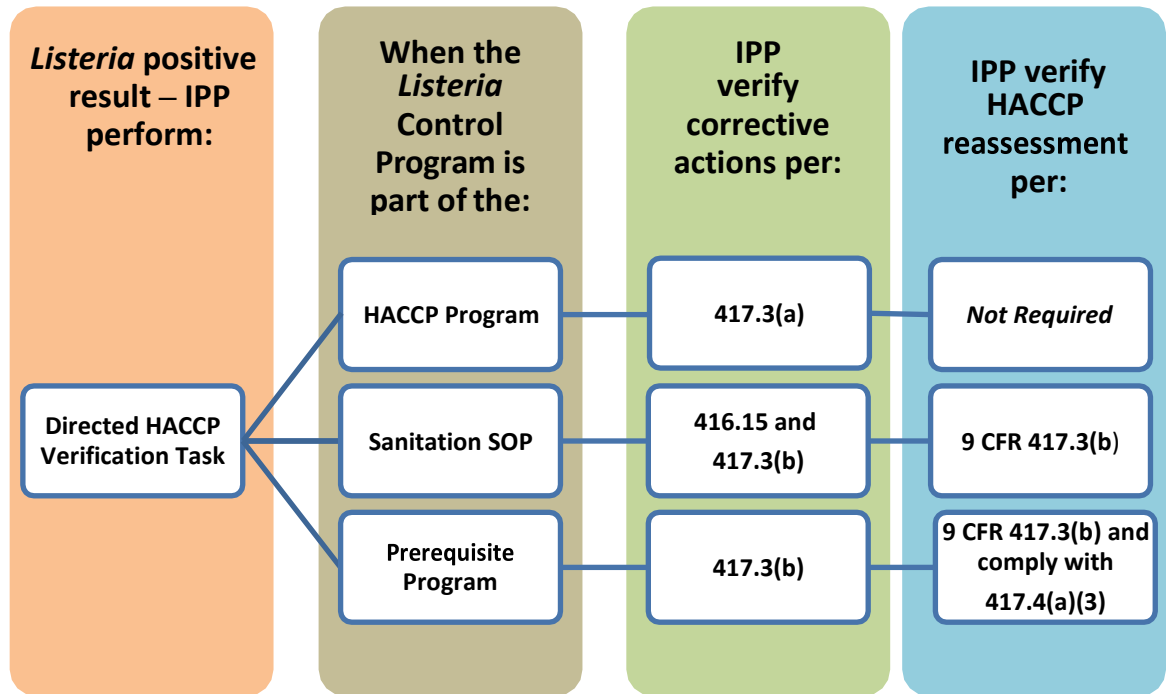 Listeria positive
result – IPP
perform:
When the
Listeria
Control
Program is
part of the:
IPP
verify
corrective
actions per:
IPP verify
HACCP
reassessment
per:
Directed HACCP
Verification Task
HACCP Program
417.3(a)
Not Required
Sanitation SOP
416.15 and
417.3(b)
9 CFR 417.3(b)
Prerequisite
Program
417.3(b)
9 CFR 417.3(b) and
comply with
417.4(a)(3)